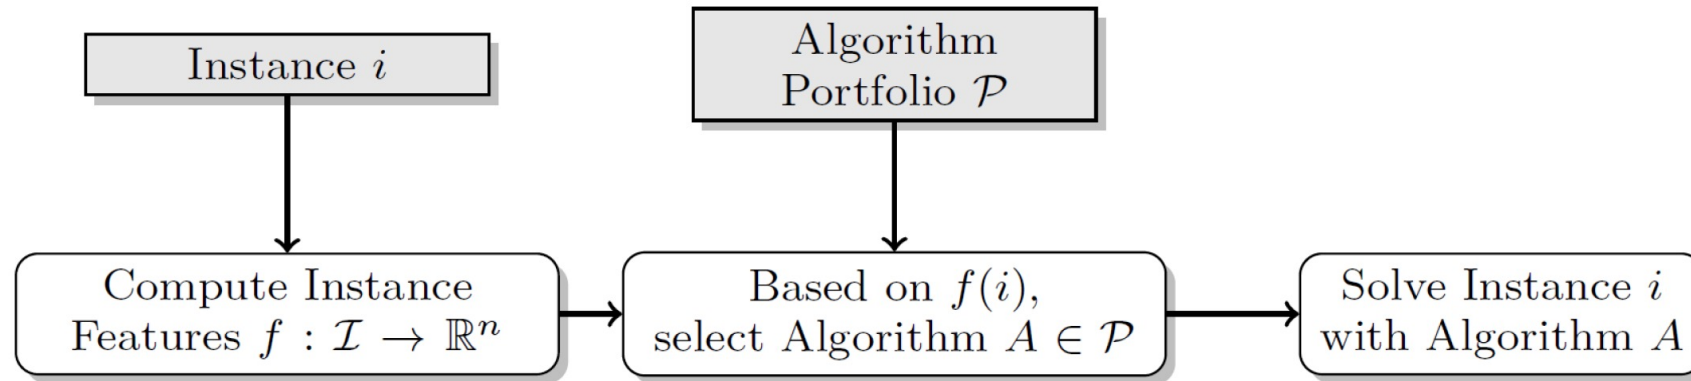 Instance i
Algorithm
Portfolio 𝒫
Compute Instance
Features f : ℐ → ℝⁿ
Based on f(i),
select Algorithm A ∈ 𝒫
Solve Instance i
with Algorithm A